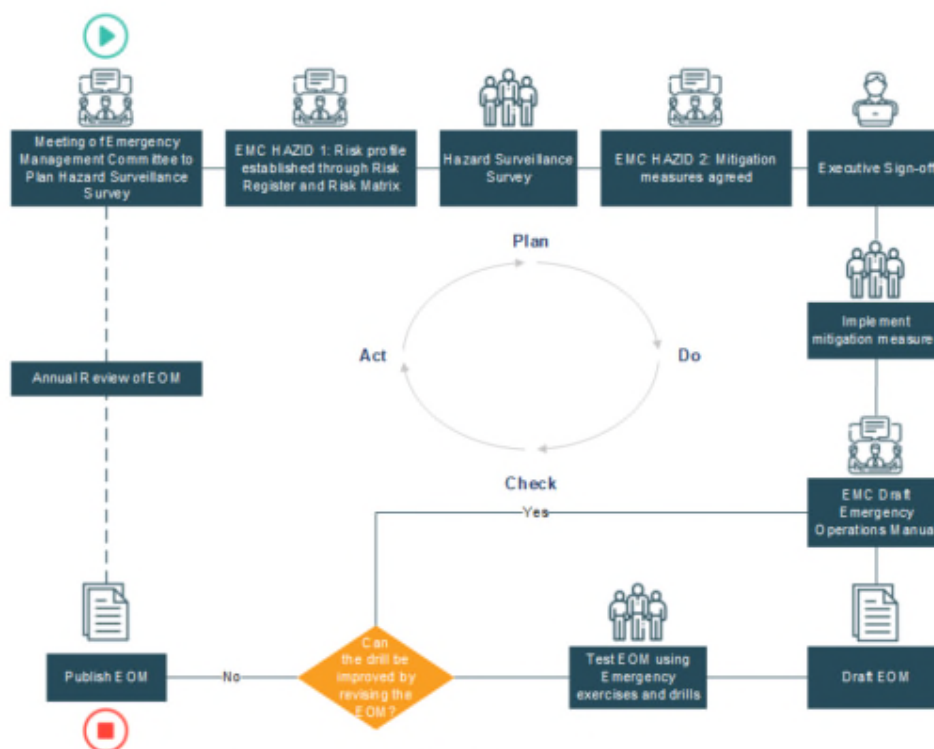 Meeting of Emergency
Management Committee to
Plan Hazard Surveillance
Survey
EMC HAZID 1: Risk profile
established through Risk
Register and Risk Matrix
Hazard Surveillance
Survey
EMC HAZID 2: Mitigation
measures agreed
Executive Sign-off
Plan
Implement
mitigation measure
Act
Do
Annual Review of EOM
Check
Yes
EMC Draft
Emergency
Operations Manua
Can
the drill be
improved by
revising the
EOM?
No
Publish EOM
Test EOM using
Emergency
exercises and drills
Draft EOM